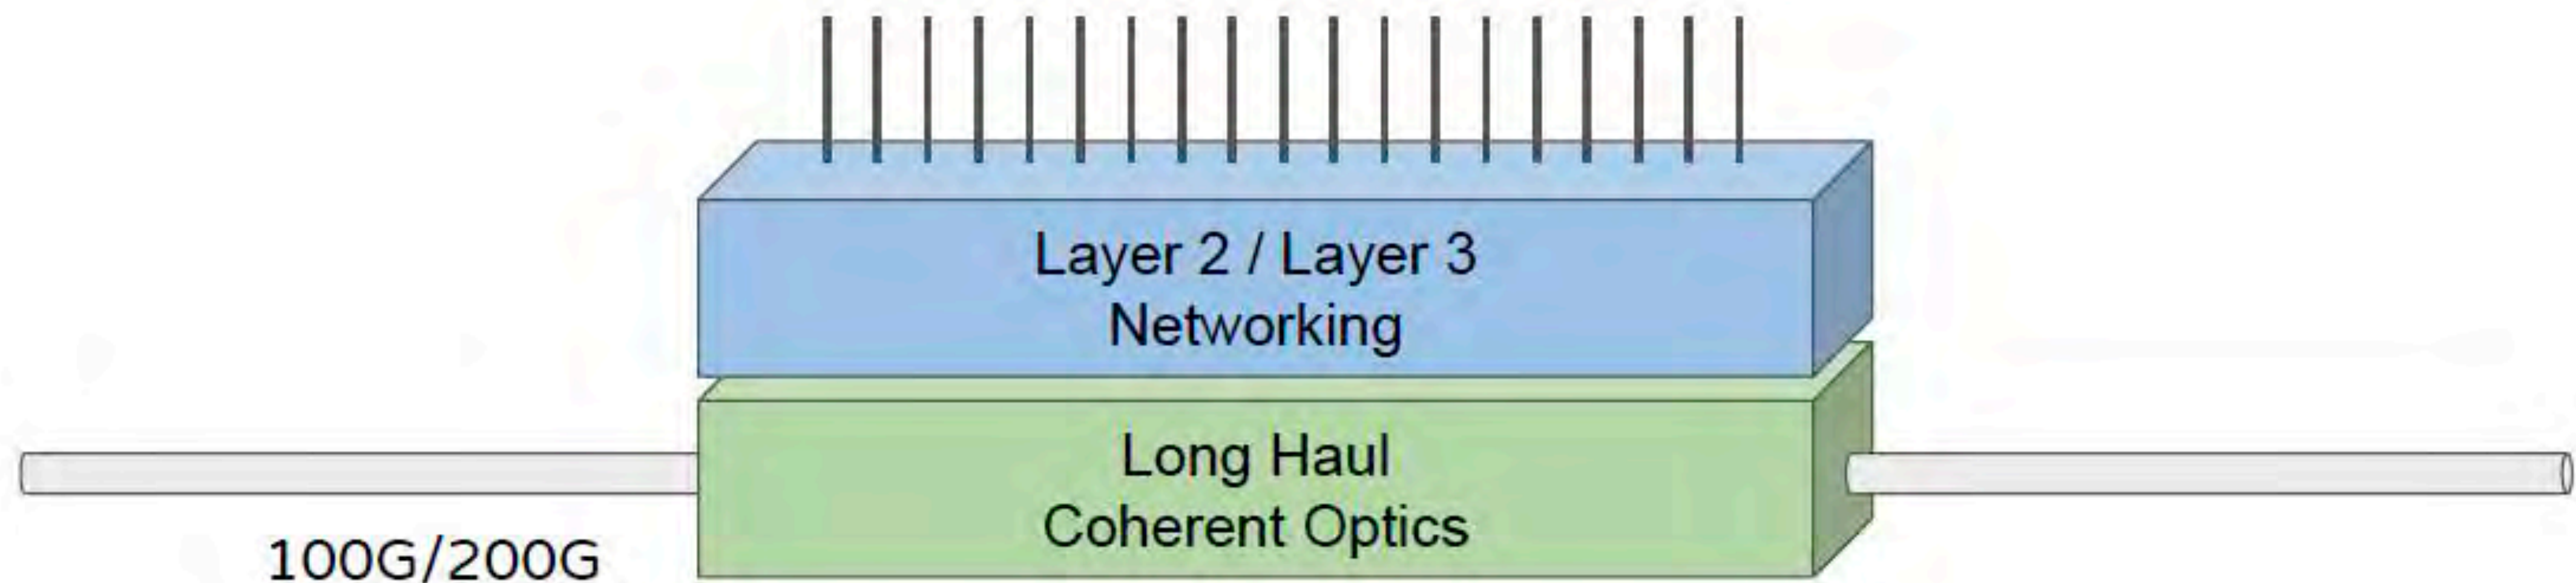 Layer 2 / Layer 3
Networking
Long Haul
Coherent Optics
100G/200G